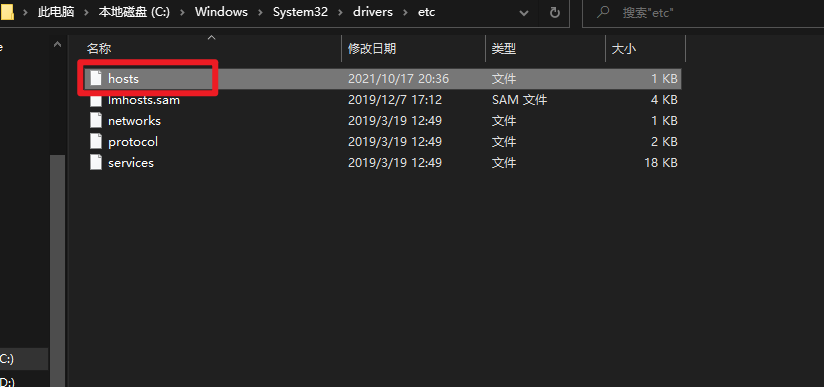 此电脑 > 本地磁盘 (C:) > Windows > System32 > drivers > etc 搜索"etc"
名称 修改日期 类型 大小
hosts 2021/10/17 20:36 文件 1 KB
lmhosts.sam 2019/12/7 17:12 SAM 文件 4 KB
networks 2019/3/19 12:49 文件 1 KB
protocol 2019/3/19 12:49 文件 2 KB
services 2019/3/19 12:49 文件 18 KB
C:)
D:)